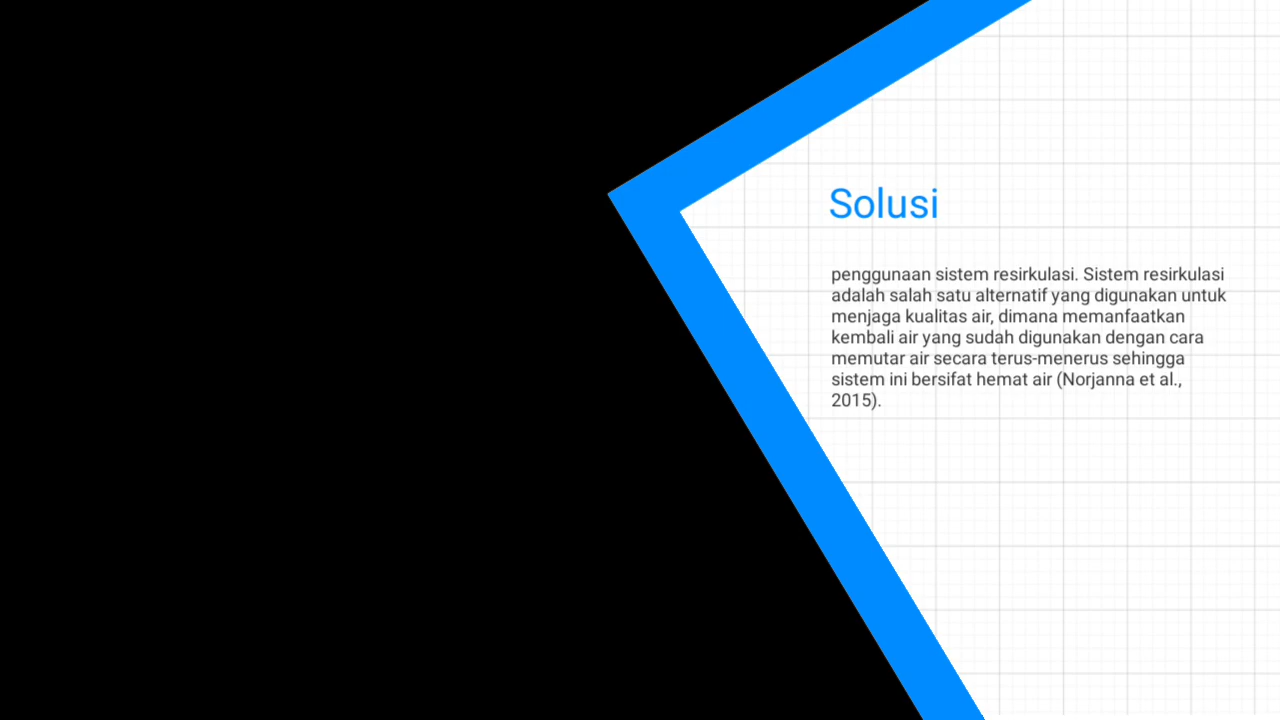 Solusi
penggunaan sistem resirkulasi. Sistem resirkulasi
adalah salah satu alternatif yang digunakan untuk
menjaga kualitas air, dimana memanfaatkan
kembali air yang sudah digunakan dengan cara
memutar air secara terus-menerus sehingga
sistem ini bersifat hemat air (Norjanna et al.,
2015).